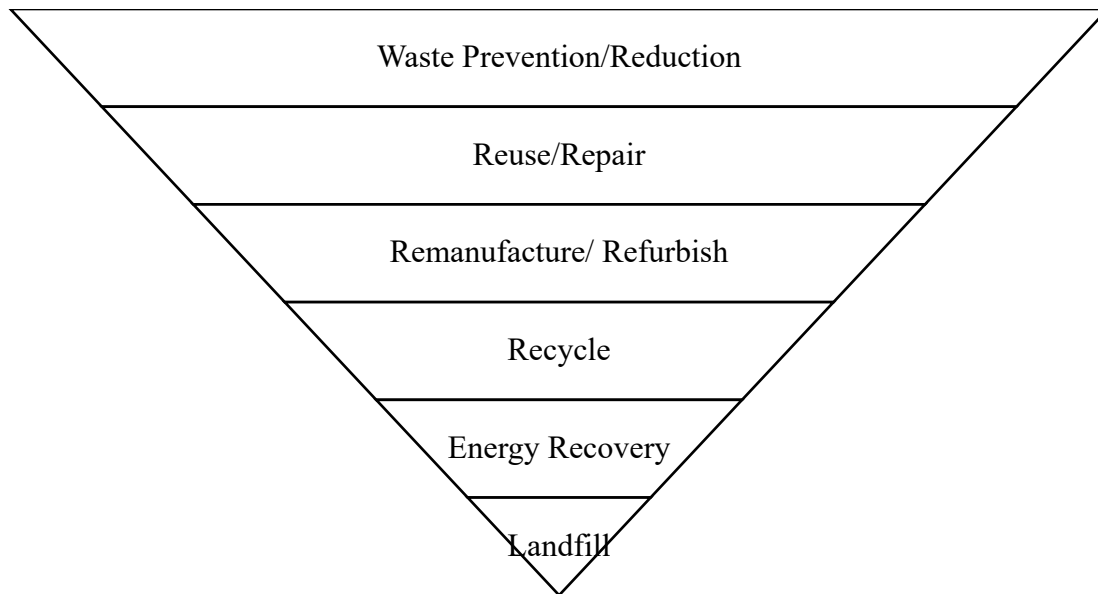 Waste Prevention/Reduction
Reuse/Repair
Remanufacture/ Refurbish
Recycle
Energy Recovery
Landfill